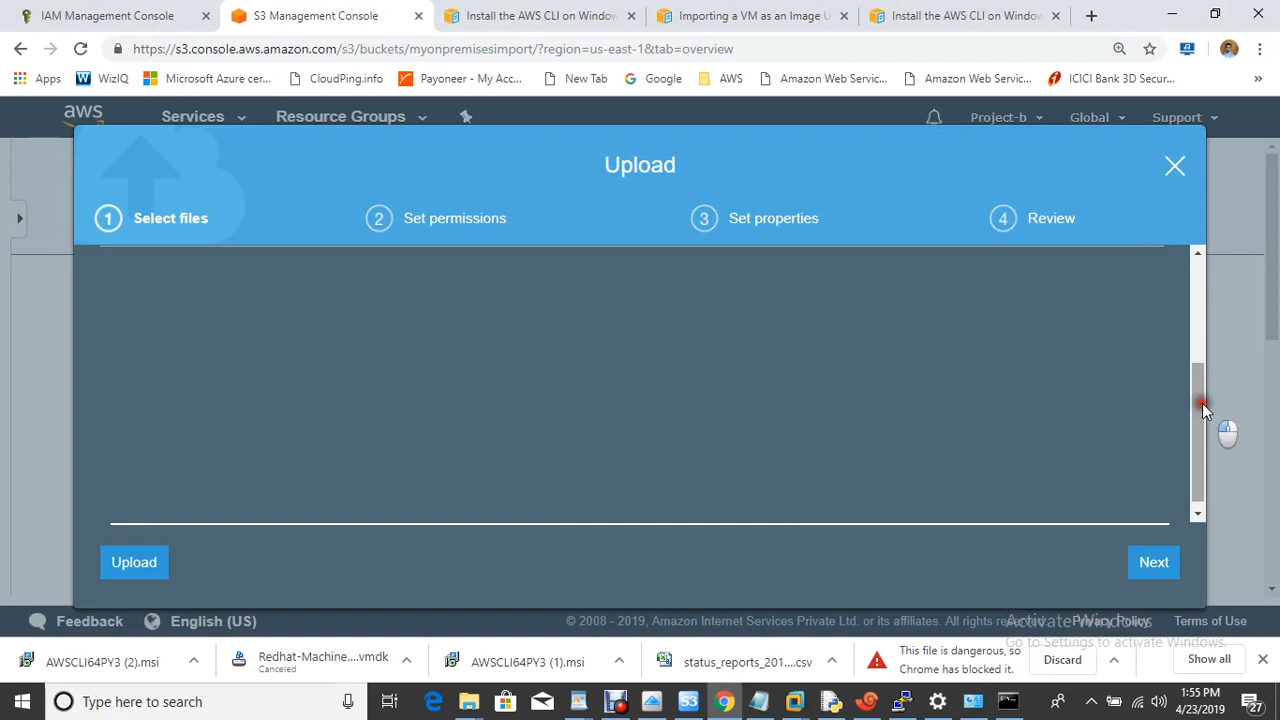 IAM Management Console
S3 Management Console
Install the AWS CLI on Window
Importing a VM as an Image U
Install the AWS CLI on Window
https://s3.console.aws.amazon.com/s3/buckets/myonpremisesimport/?region=us-east-1&tab=overview
Apps
WizIQ
Microsoft Azure cer...
CloudPing.info
Payoneer - My Acc...
New Tab
Google
AWS
Amazon Web Servic...
Amazon Web Servic...
ICICI Bank 3D Secur...
»
aws
Services
Resource Groups
Project-b
Global
Support
Upload
1 Select files
2 Set permissions
3 Set properties
4 Review
Upload
Next
Feedback
English (US)
© 2008 - 2019, Amazon Internet Services Private Ltd. or its affiliates. All rights reserved.
Privacy Policy
Terms of Use
Activate Windows
Go to Settings to activate Windows.
AWSCLI64PY3 (2).msi
Redhat-Machine....vmdk
Canceled
AWSCLI64PY3 (1).msi
status_reports_201....csv
This file is dangerous, so
Chrome has blocked it.
Discard
Show all
Type here to search
S3
1:55 PM
4/23/2019
27